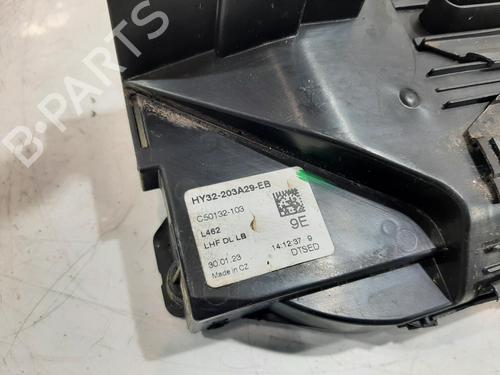 B-PARTS
HY32-203A29-EB
C50132-103
L462
LHF DL LB
9E
30.01.23
14:12:37 9
Made in CZ
DTSED